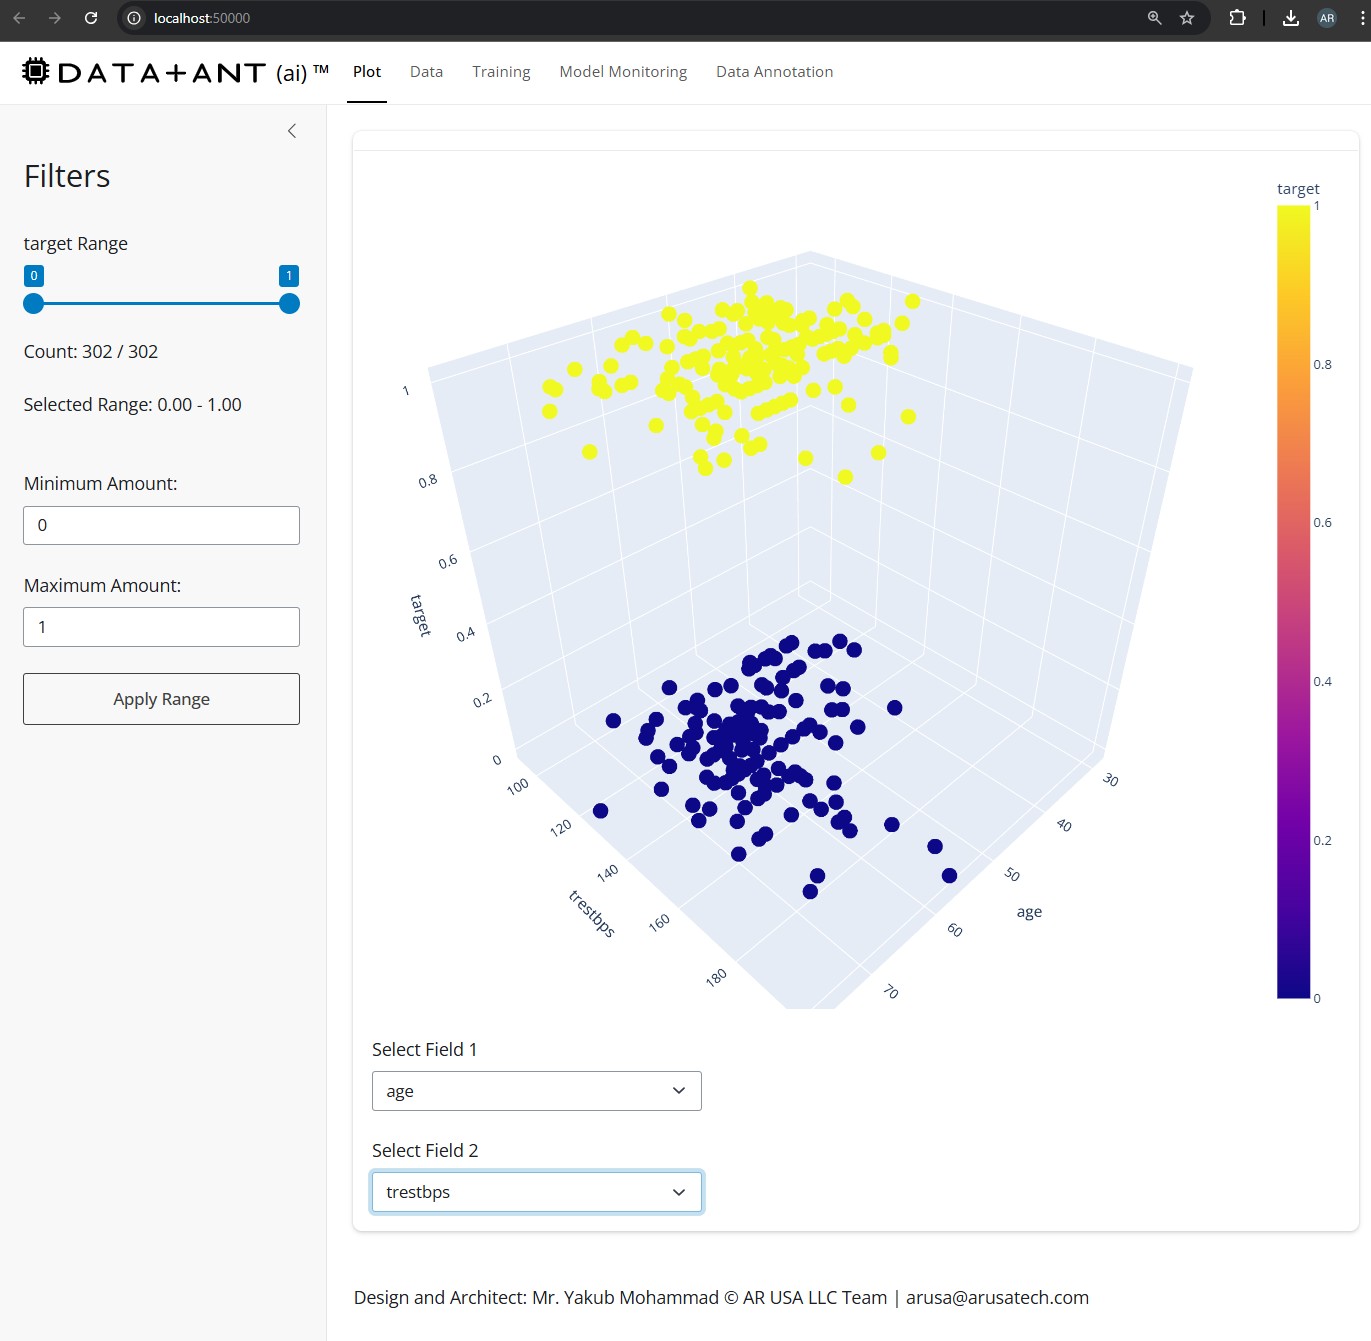 localhost:50000
AR
DATA+ANT (ai) ™ Plot Data Training Model Monitoring Data Annotation
Filters
target Range
0 1
Count: 302 / 302
Selected Range: 0.00 - 1.00
Minimum Amount:
0
Maximum Amount:
1
Apply Range
target
1
0.8
0.6
0.4
0.2
0
1
0.8
0.6
0.4
0.2
0
target
100
120
140
160
180
trestbps
30
40
50
60
70
age
Select Field 1
age
Select Field 2
trestbps
Design and Architect: Mr. Yakub Mohammad © AR USA LLC Team | arusa@arusatech.com